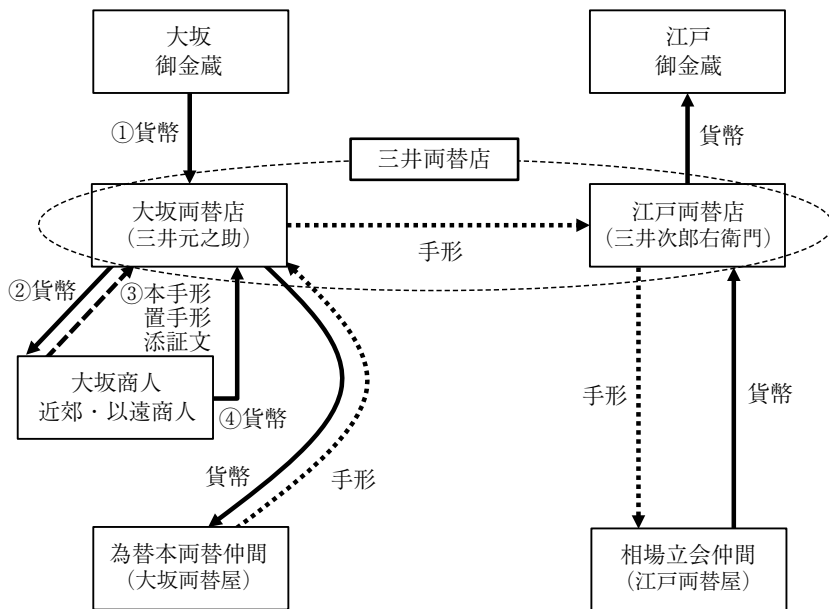 大坂
御金蔵
江戸
御金蔵
①貨幣
貨幣
三井両替店
大坂両替店
（三井元之助）
江戸両替店
（三井次郎右衛門）
手形
②貨幣
③本手形
置手形
添証文
大坂商人
近郊・以遠商人
④貨幣
貨幣
手形
手形
貨幣
為替本両替仲間
（大坂両替屋）
相場立会仲間
（江戸両替屋）